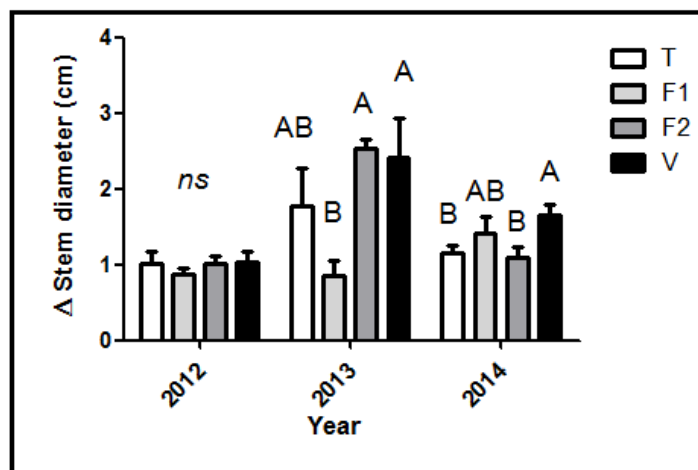 4
3
2
1
0
Δ Stem diameter (cm)
ns
AB
B
A
A
B
AB
B
A
2012
2013
2014
Year
T
F1
F2
V